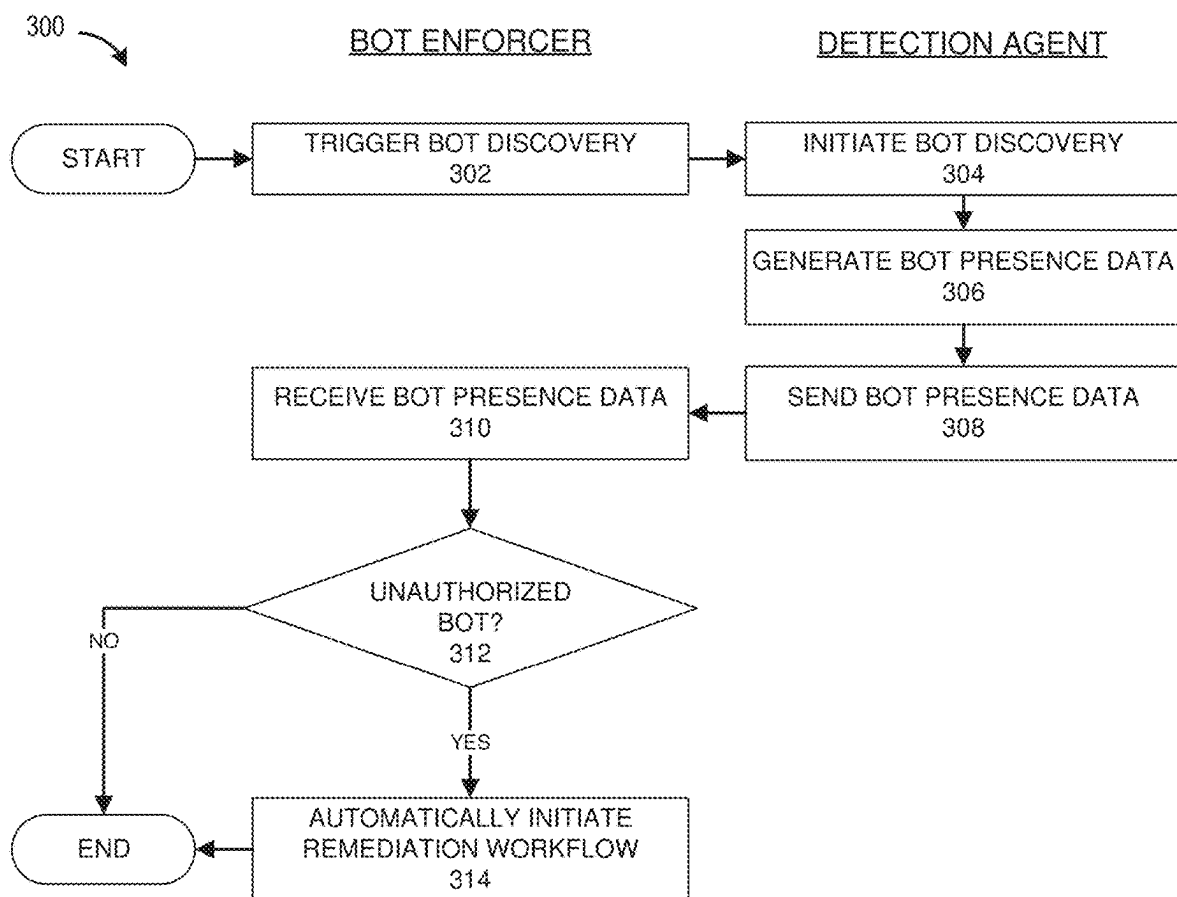 300
BOT ENFORCER
DETECTION AGENT
START
TRIGGER BOT DISCOVERY
302
INITIATE BOT DISCOVERY
304
GENERATE BOT PRESENCE DATA
306
SEND BOT PRESENCE DATA
308
RECEIVE BOT PRESENCE DATA
310
UNAUTHORIZED
BOT?
312
NO
YES
AUTOMATICALLY INITIATE
REMEDIATION WORKFLOW
314
END